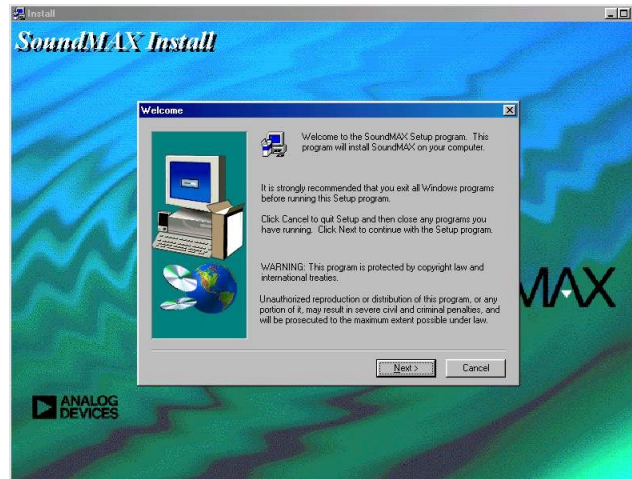 Install
SoundMAX Install
Welcome
Welcome to the SoundMAX Setup program. This
program will install SoundMAX on your computer.
It is strongly recommended that you exit all Windows programs
before running this Setup program.
Click Cancel to quit Setup and then close any programs you
have running. Click Next to continue with the Setup program.
WARNING: This program is protected by copyright law and
international treaties.
Unauthorized reproduction or distribution of this program, or any
portion of it, may result in severe civil and criminal penalties, and
will be prosecuted to the maximum extent possible under law.
MAX
Next >
Cancel
ANALOG
DEVICES